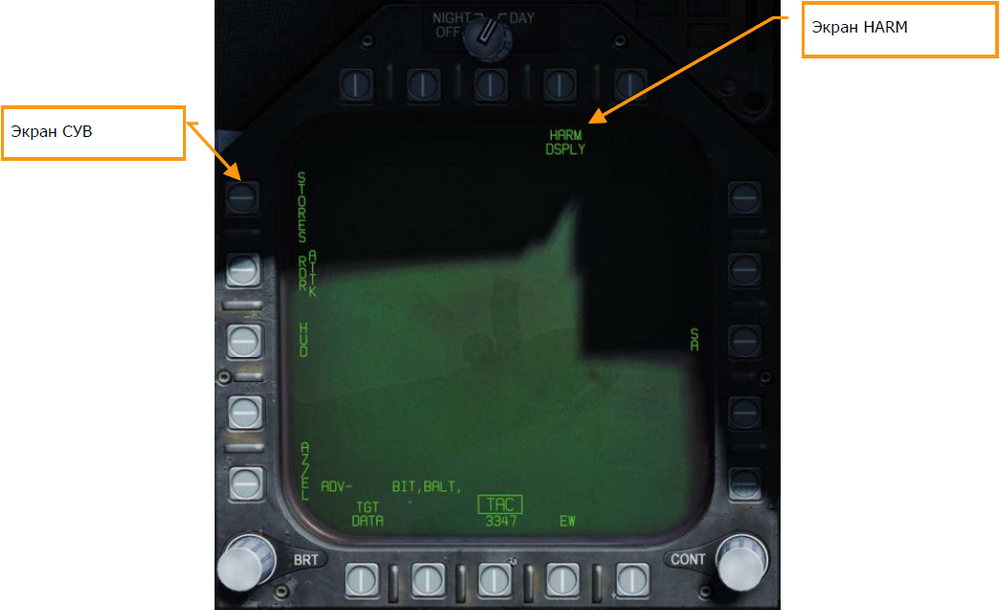 Экран HARM
Экран СУВ
NIGHT DAY
OFF
HARM
DSPLY
STORES
RDR
ATTK
HUD
SA
AZ/EL
ADV- BIT,BALT,
TGT
DATA
TAC
3347
EW
BRT
CONT